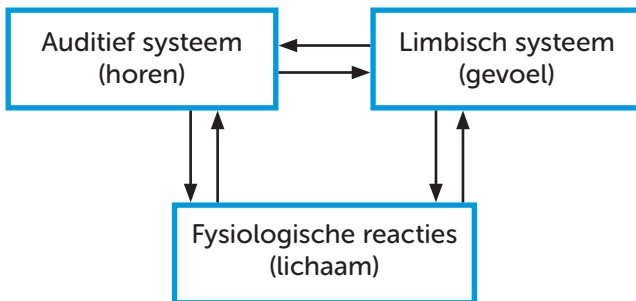 Auditief systeem
(horen)
Limbisch systeem
(gevoel)
Fysiologische reacties
(lichaam)